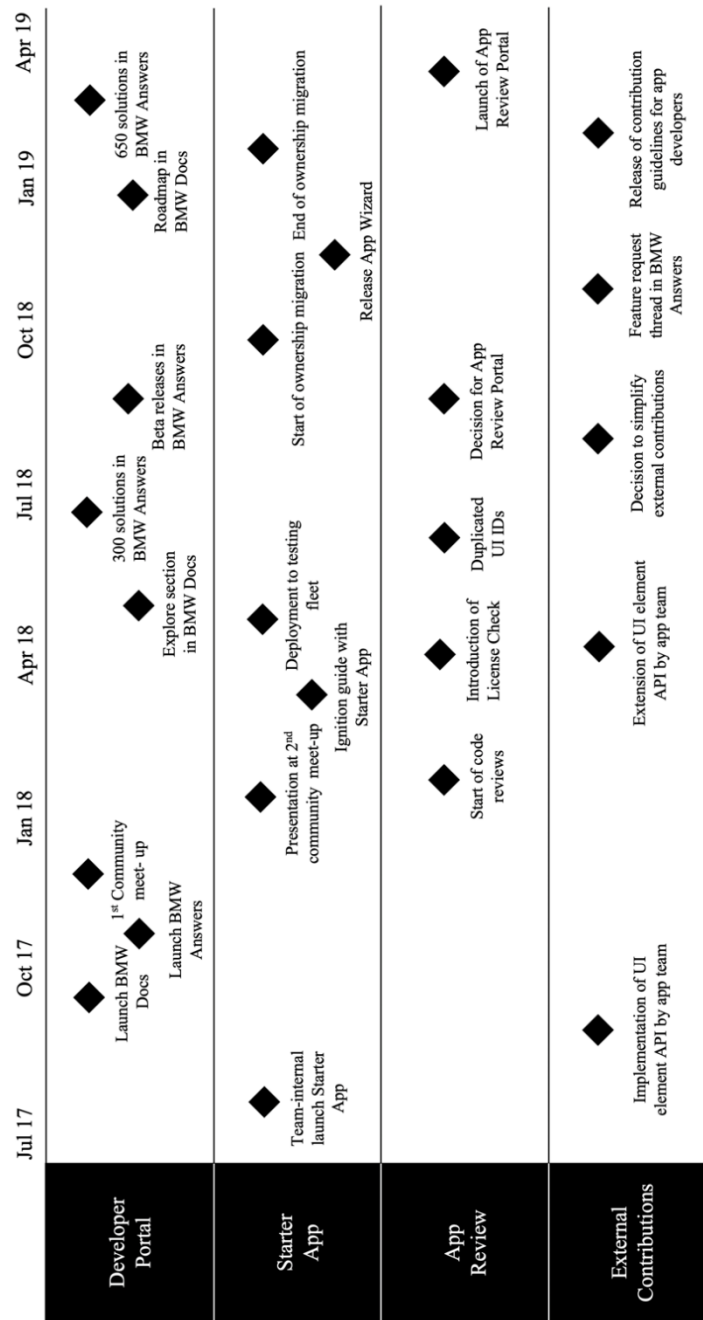 Jul 17
Oct 17
Jan 18
Apr 18
Jul 18
Oct 18
Jan 19
Apr 19
Developer
Portal
Launch BMW
Docs
Launch BMW
Answers
1st Community
meet- up
Explore section
in BMW Docs
300 solutions in
BMW Answers
Beta releases in
BMW Answers
Roadmap in
BMW Docs
650 solutions in
BMW Answers
Starter
App
Team-internal
launch Starter
App
Presentation at 2nd
community meet-up
Ignition guide with
Starter App
Deployment to testing
fleet
Start of ownership migration
Release App Wizard
End of ownership migration
App
Review
Start of code
reviews
Introduction of
License Check
Duplicated
UI IDs
Decision for App
Review Portal
Launch of App
Review Portal
External
Contributions
Implementation of UI
element API by app team
Extension of UI element
API by app team
Decision to simplify
external contributions
Feature request
thread in BMW
Answers
Release of contribution
guidelines for app
developers